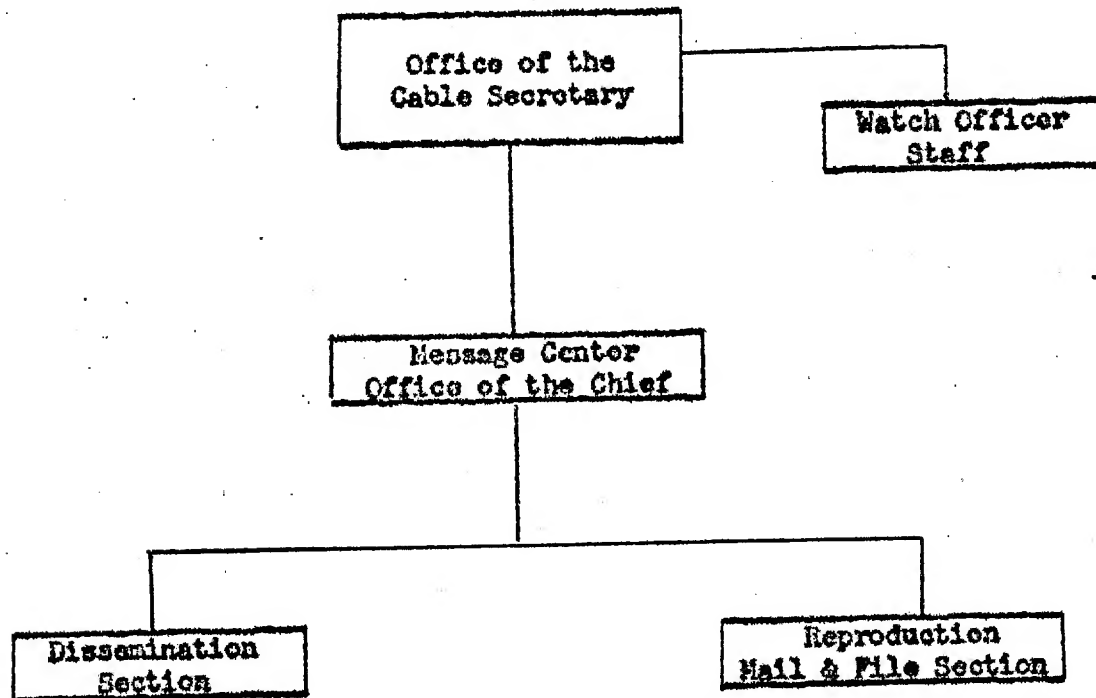 Office of the
Cable Secretary
Watch Officer
Staff
Message Center
Office of the Chief
Dissemination
Section
Reproduction
Mail & File Section